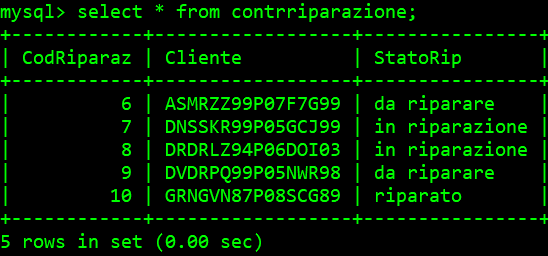 mysql> select * from contrriparazione;
+-----------+------------------+----------------+
| CodRiparaz | Cliente | StatoRip |
+-----------+------------------+----------------+
| 6 | ASMRZZ99P07F7G99 | da riparare |
| 7 | DNSSKR99P05GCJ99 | in riparazione |
| 8 | DRDRLZ94P06DOI03 | in riparazione |
| 9 | DVDRPQ99P05NWR98 | da riparare |
| 10 | GRNGVN87P08SCG89 | riparato |
+-----------+------------------+----------------+
5 rows in set (0.00 sec)